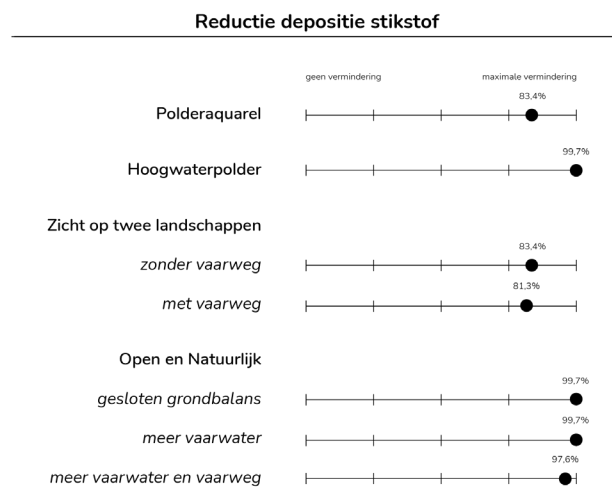 Reductie depositie stikstof
geen vermindering maximale vermindering
83,4%
Polderaquarel
99,7%
Hoogwaterpolder
Zicht op twee landschappen
83,4%
zonder vaarweg
81,3%
met vaarweg
Open en Natuurlijk
99,7%
gesloten grondbalans
99,7%
meer vaarwater
97,6%
meer vaarwater en vaarweg